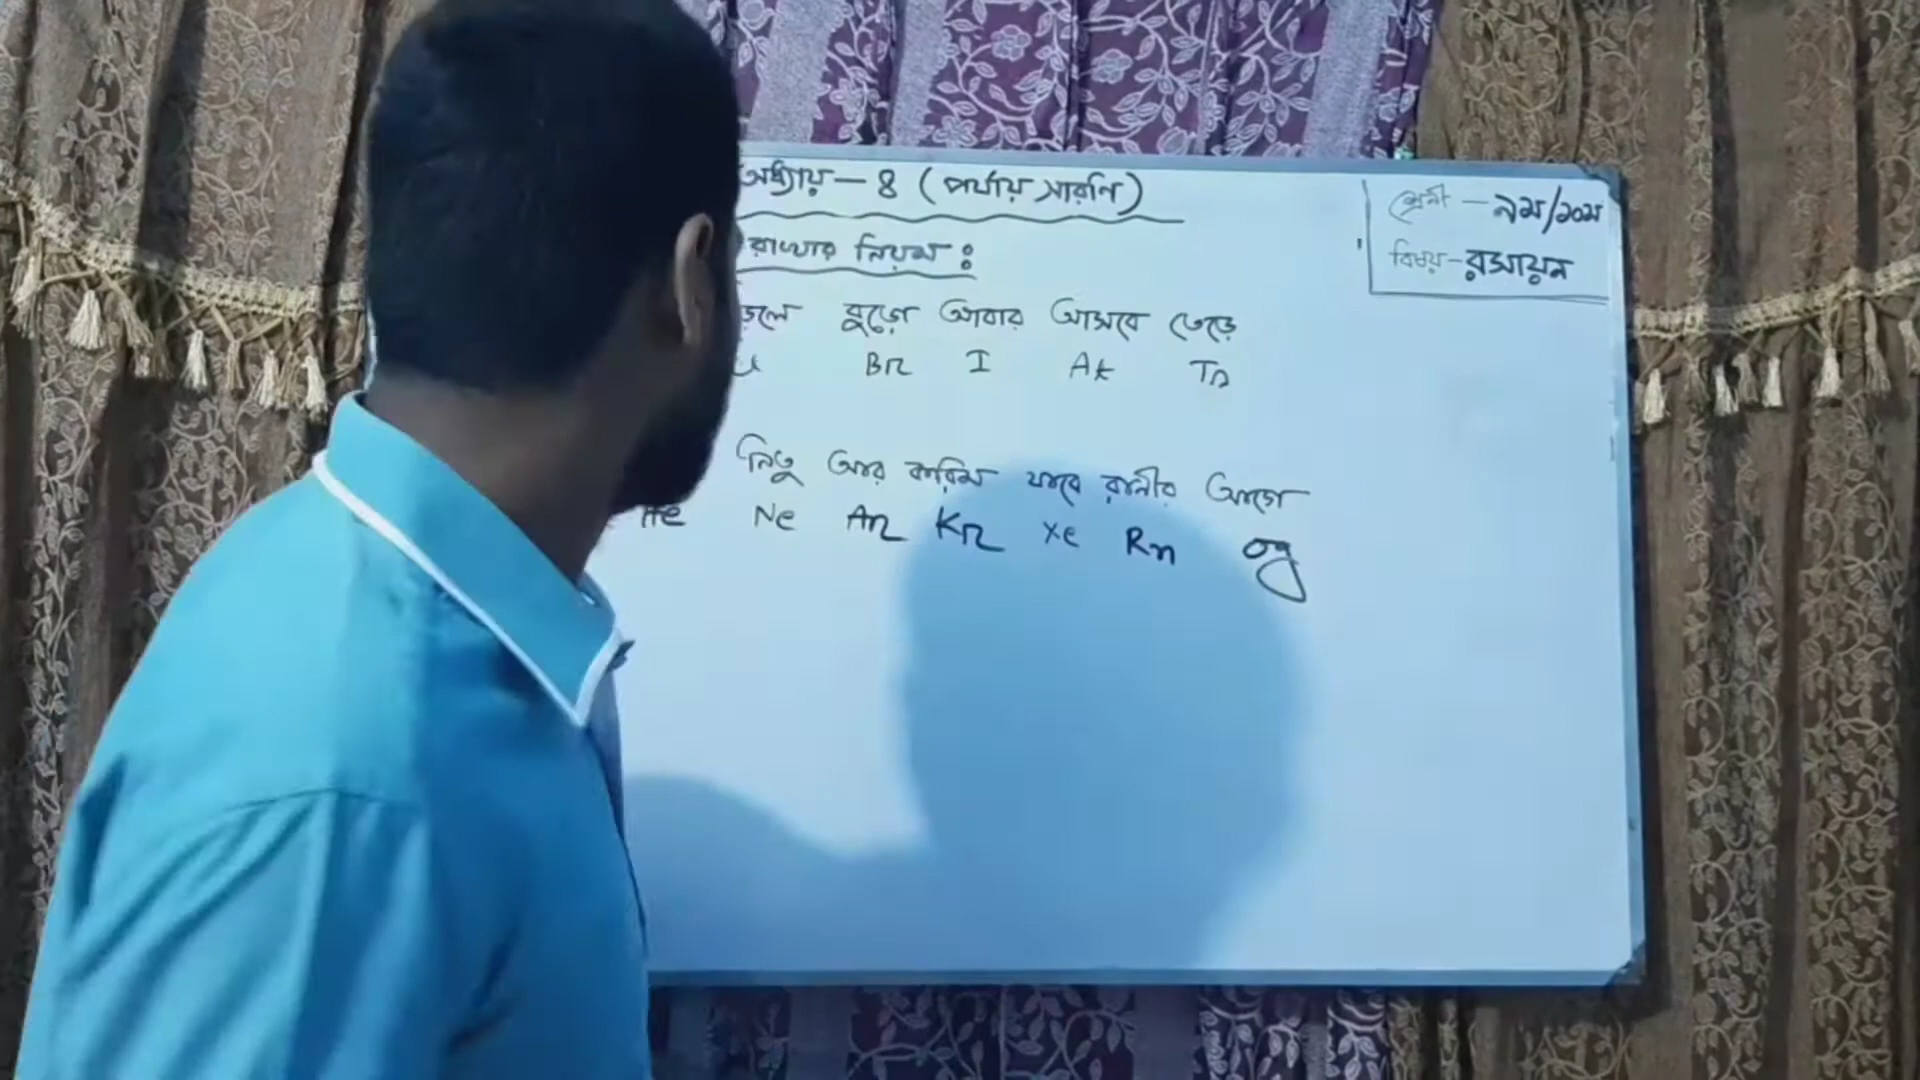 অধ্যায় – ৪ (পর্যায় সারণি)
শ্রেণী – ৯ম/১০ম
বিষয় – রসায়ন
রাখার নিয়ম :
বুড়ো আবার আসবে তেড়ে
Br I At Ts
নিতু আর করিম যাবে রানীর আগে
He Ne Ar Kr Xe Rn Og